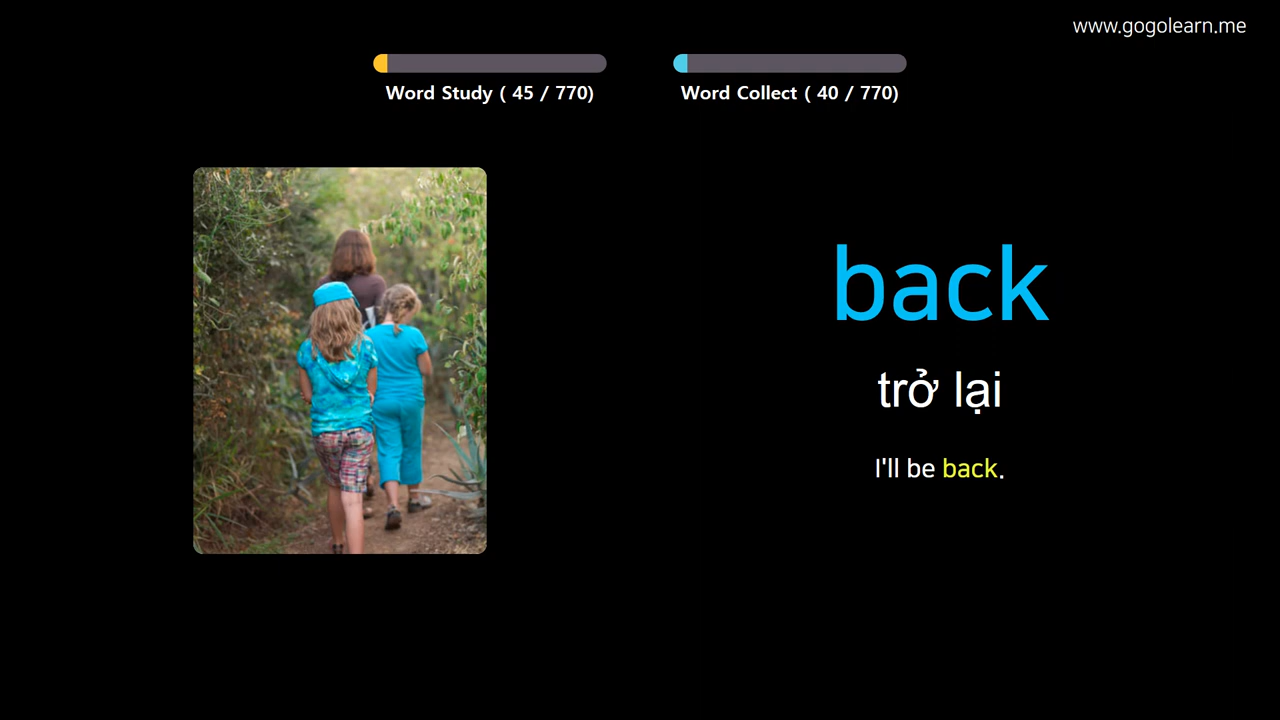 www.gogolearn.me
Word Study ( 45 / 770)
Word Collect ( 40 / 770)
back
trở lại
I'll be back.